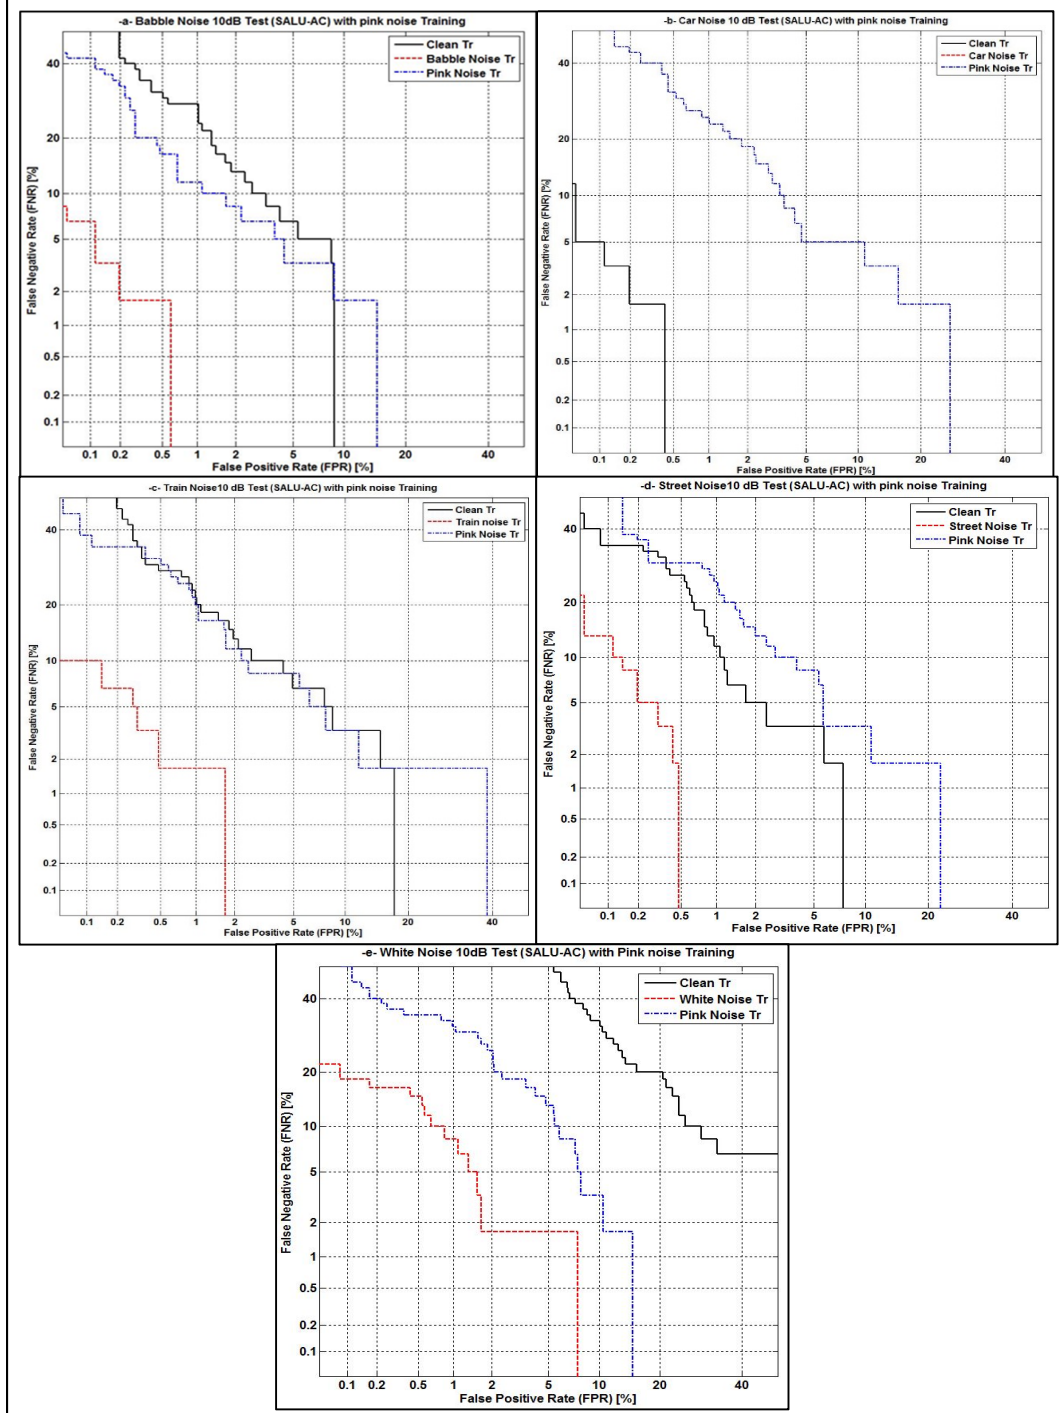 -a- Babble Noise 10dB Test (SALU-AC) with pink noise Training
Clean Tr
Babble Noise Tr
Pink Noise Tr
False Negative Rate (FNR) [%]
40
20
10
5
2
1
0.5
0.2
0.1
0.1 0.2 0.5 1 2 5 10 20 40
False Positive Rate (FPR) [%]
-b- Car Noise 10 dB Test (SALU-AC) with pink noise Training
Clean Tr
Car Noise Tr
Pink Noise Tr
False Negative Rate (FNR) [%]
40
20
10
5
2
1
0.5
0.2
0.1
0.1 0.2 0.5 1 2 5 10 20 40
False Positive Rate (FPR) [%]
-c- Train Noise10 dB Test (SALU-AC) with pink noise Training
Clean Tr
Train noise Tr
Pink Noise Tr
False Negative Rate (FNR) [%]
40
20
10
5
2
1
0.5
0.2
0.1
0.1 0.2 0.5 1 2 5 10 20 40
False Positive Rate (FPR) [%]
-d- Street Noise10 dB Test (SALU-AC) with pink noise Training
Clean Tr
Street Noise Tr
Pink Noise Tr
False Negative Rate (FNR) [%]
40
20
10
5
2
1
0.5
0.2
0.1
0.1 0.2 0.5 1 2 5 10 20 40
False Positive Rate (FPR) [%]
-e- White Noise 10dB Test (SALU-AC) with Pink noise Training
Clean Tr
White Noise Tr
Pink Noise Tr
False Negative Rate (FNR) [%]
40
20
10
5
2
1
0.5
0.2
0.1
0.1 0.2 0.5 1 2 5 10 20 40
False Positive Rate (FPR) [%]